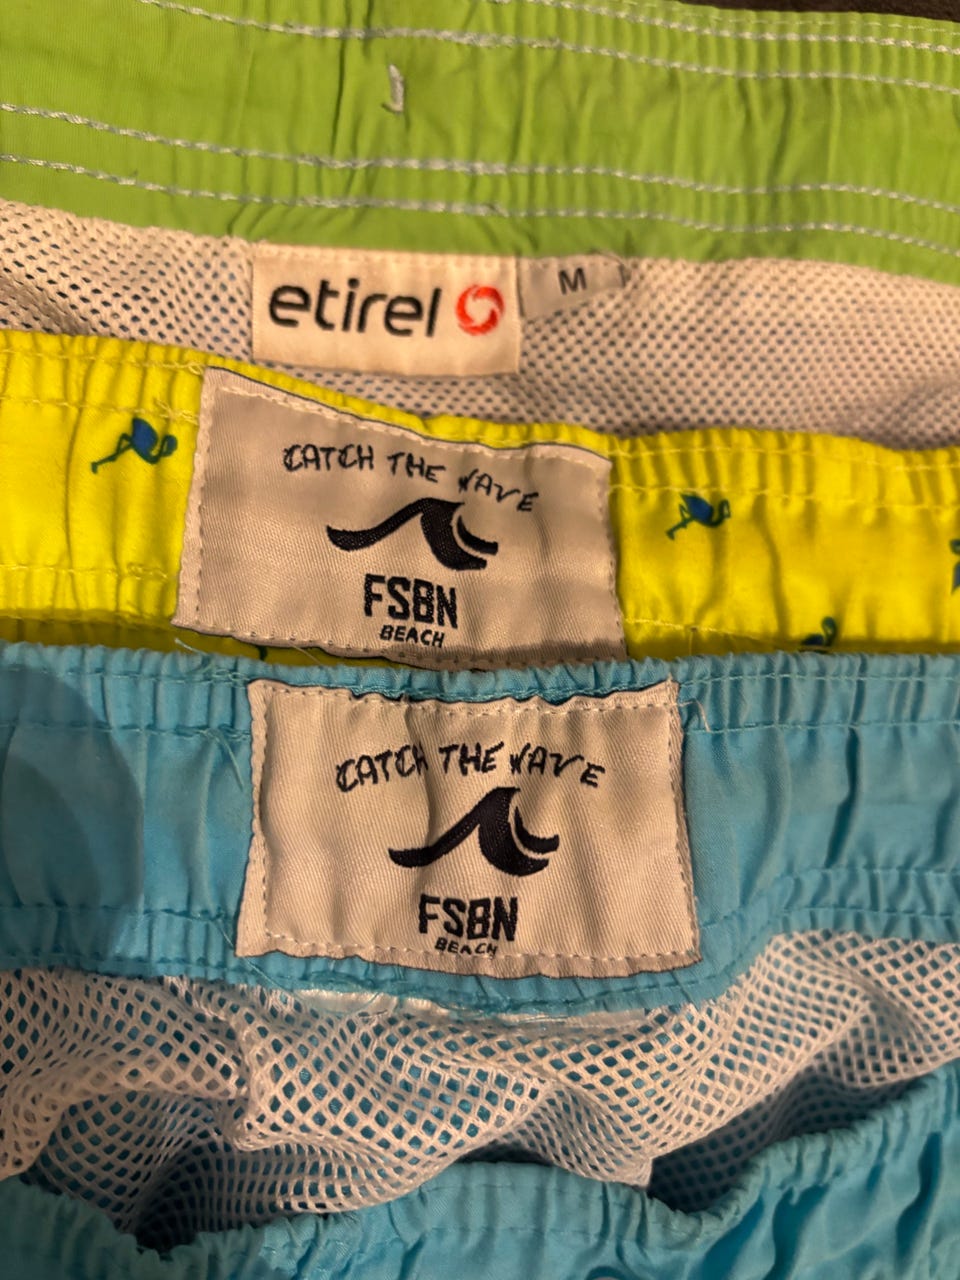 etirel
M
CATCH THE WAVE
FSBN
BEACH
CATCH THE WAVE
FSBN
BEACH